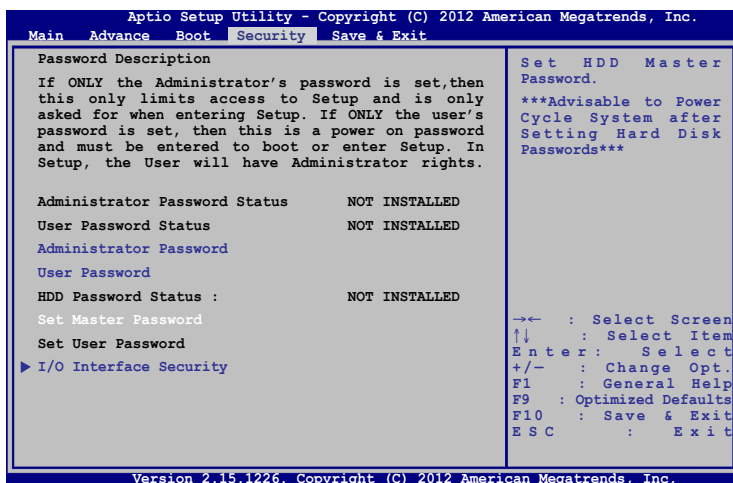 Aptio Setup Utility - Copyright (C) 2012 American Megatrends, Inc.
Main Advance Boot Security Save & Exit
Password Description
If ONLY the Administrator's password is set,then
this only limits access to Setup and is only
asked for when entering Setup. If ONLY the user's
password is set, then this is a power on password
and must be entered to boot or enter Setup. In
Setup, the User will have Administrator rights.
Administrator Password Status NOT INSTALLED
User Password Status NOT INSTALLED
Administrator Password
User Password
HDD Password Status : NOT INSTALLED
Set Master Password
Set User Password
I/O Interface Security
Set HDD Master
Password.
***Advisable to Power
Cycle System after
Setting Hard Disk
Passwords***
→← : Select Screen
↑↓ : Select Item
Enter: Select
+/— : Change Opt.
F1 : General Help
F9 : Optimized Defaults
F10 : Save & Exit
ESC : Exit
Version 2.15.1226. Copyright (C) 2012 American Megatrends, Inc.